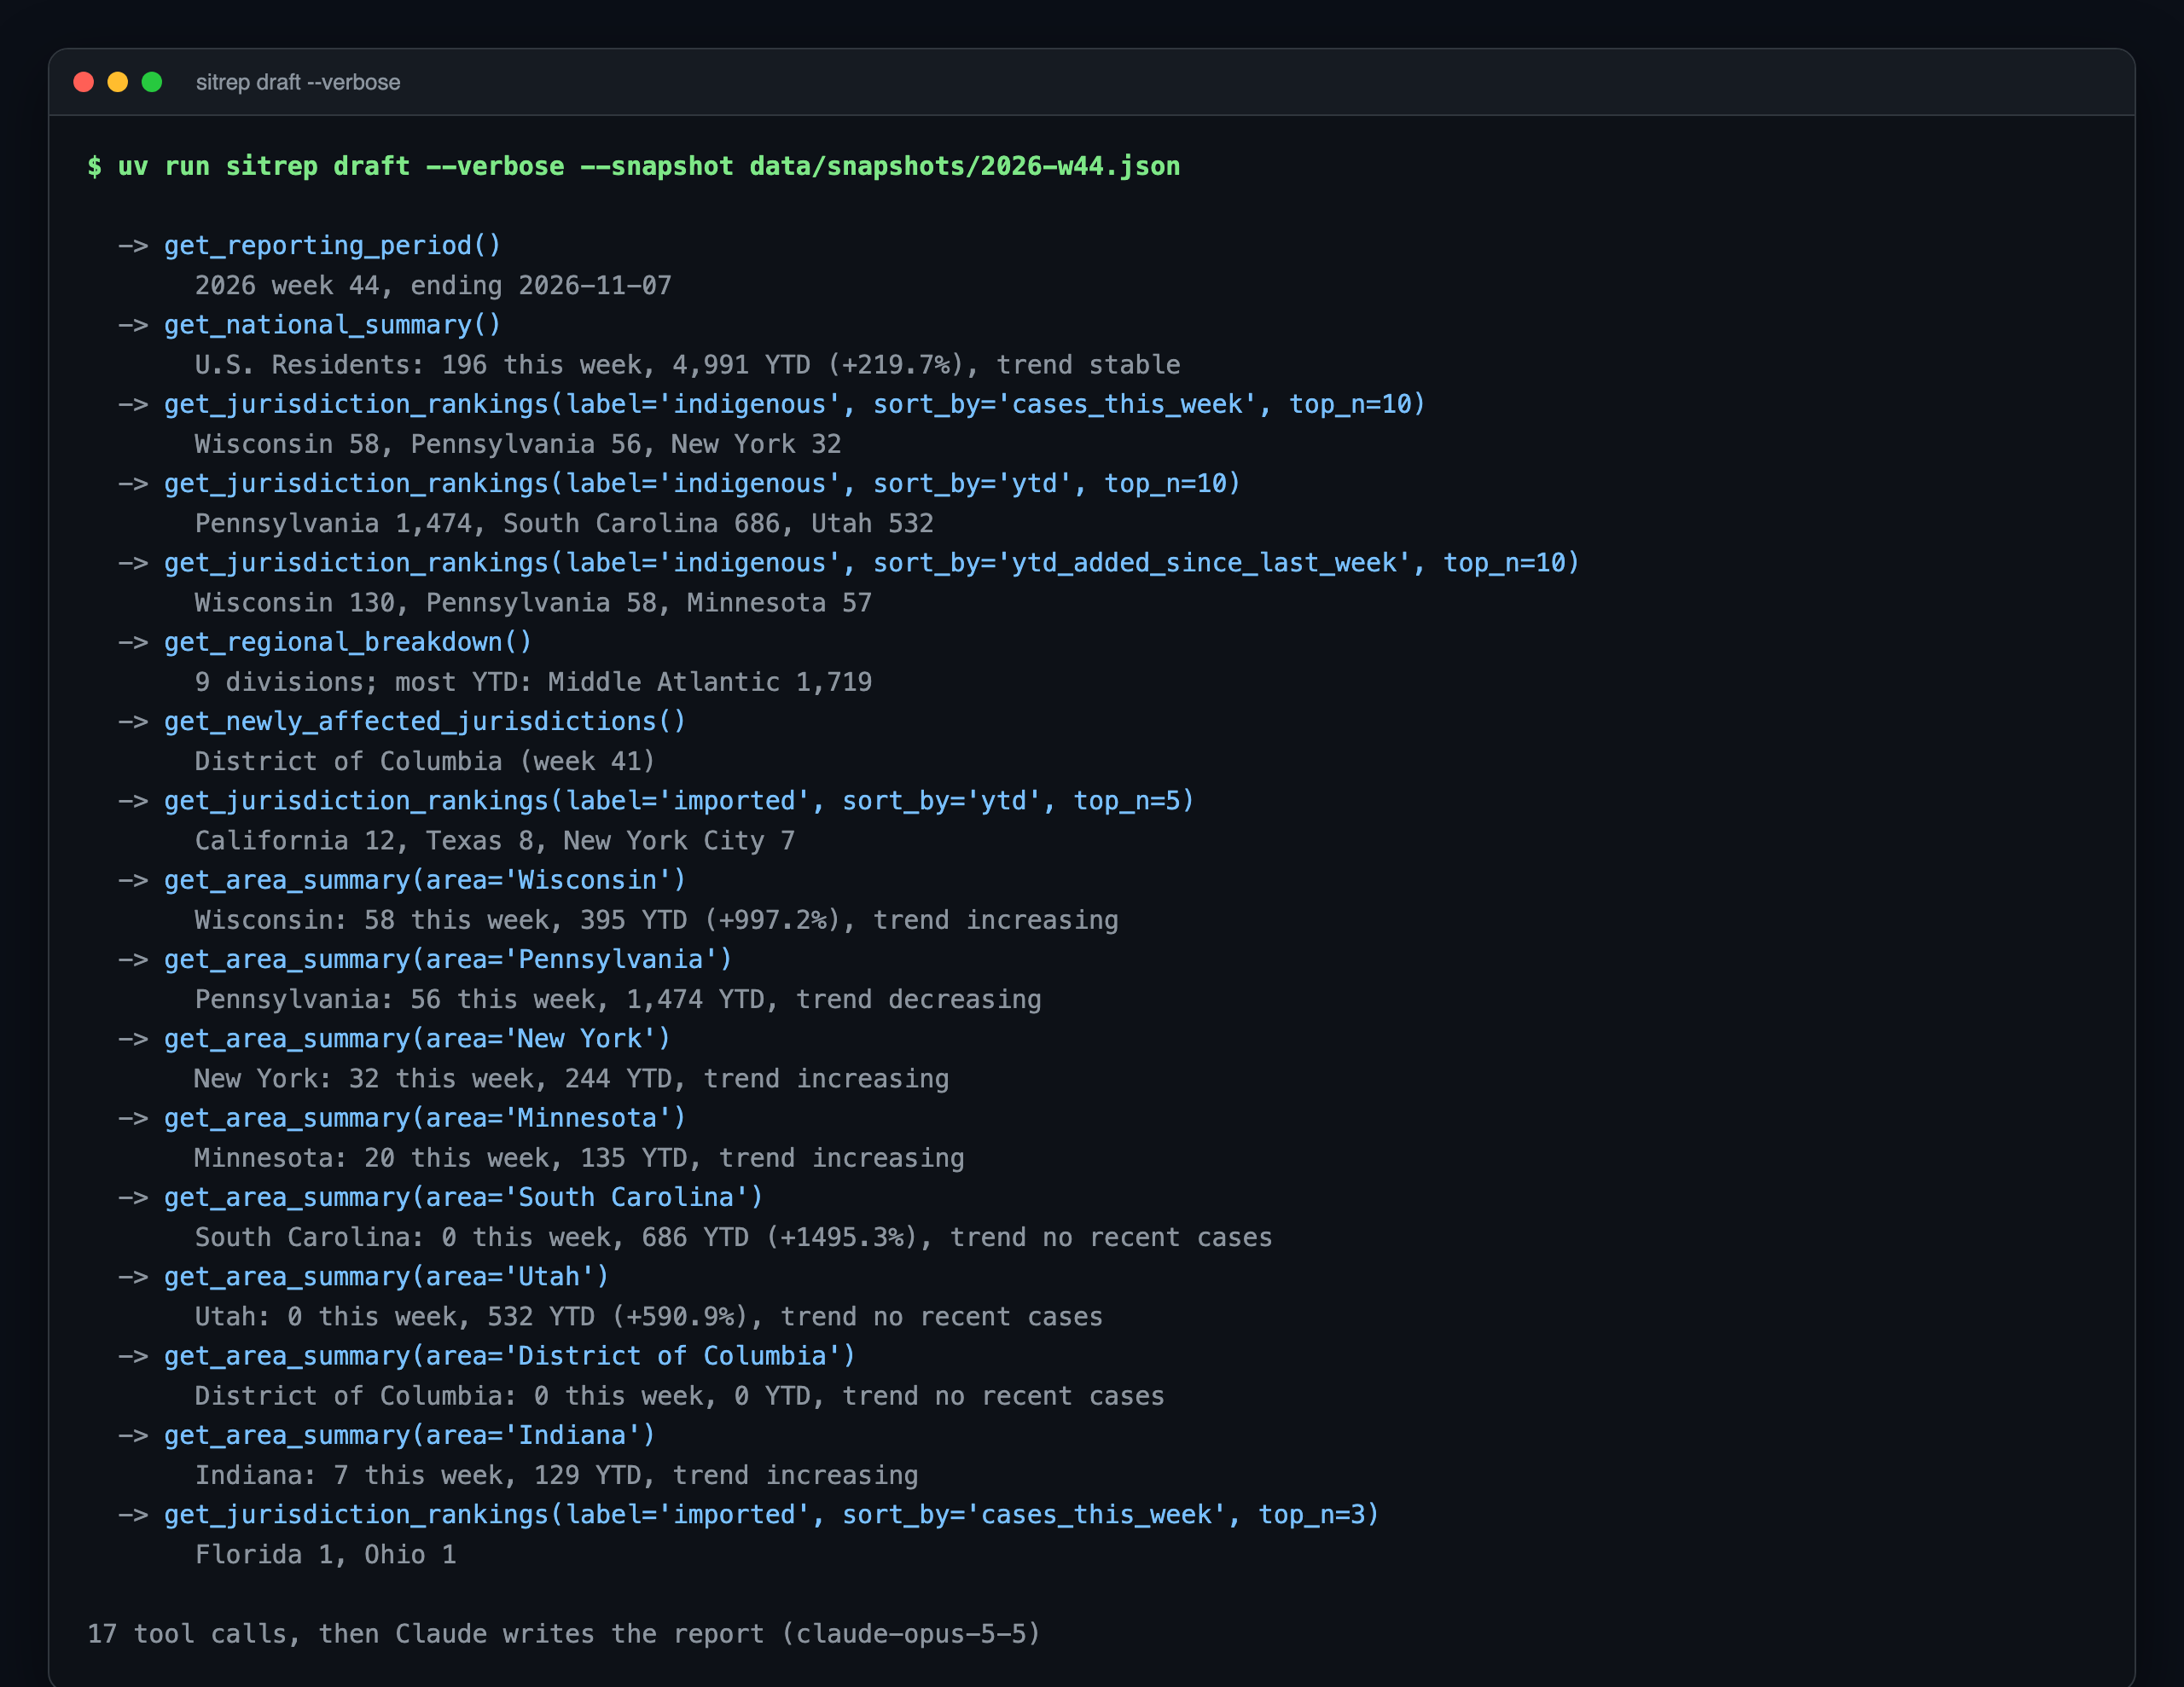 sitrep draft --verbose
$ uv run sitrep draft --verbose --snapshot data/snapshots/2026-w44.json
-> get_reporting_period()
2026 week 44, ending 2026-11-07
-> get_national_summary()
U.S. Residents: 196 this week, 4,991 YTD (+219.7%), trend stable
-> get_jurisdiction_rankings(label='indigenous', sort_by='cases_this_week', top_n=10)
Wisconsin 58, Pennsylvania 56, New York 32
-> get_jurisdiction_rankings(label='indigenous', sort_by='ytd', top_n=10)
Pennsylvania 1,474, South Carolina 686, Utah 532
-> get_jurisdiction_rankings(label='indigenous', sort_by='ytd_added_since_last_week', top_n=10)
Wisconsin 130, Pennsylvania 58, Minnesota 57
-> get_regional_breakdown()
9 divisions; most YTD: Middle Atlantic 1,719
-> get_newly_affected_jurisdictions()
District of Columbia (week 41)
-> get_jurisdiction_rankings(label='imported', sort_by='ytd', top_n=5)
California 12, Texas 8, New York City 7
-> get_area_summary(area='Wisconsin')
Wisconsin: 58 this week, 395 YTD (+997.2%), trend increasing
-> get_area_summary(area='Pennsylvania')
Pennsylvania: 56 this week, 1,474 YTD, trend decreasing
-> get_area_summary(area='New York')
New York: 32 this week, 244 YTD, trend increasing
-> get_area_summary(area='Minnesota')
Minnesota: 20 this week, 135 YTD, trend increasing
-> get_area_summary(area='South Carolina')
South Carolina: 0 this week, 686 YTD (+1495.3%), trend no recent cases
-> get_area_summary(area='Utah')
Utah: 0 this week, 532 YTD (+590.9%), trend no recent cases
-> get_area_summary(area='District of Columbia')
District of Columbia: 0 this week, 0 YTD, trend no recent cases
-> get_area_summary(area='Indiana')
Indiana: 7 this week, 129 YTD, trend increasing
-> get_jurisdiction_rankings(label='imported', sort_by='cases_this_week', top_n=3)
Florida 1, Ohio 1
17 tool calls, then Claude writes the report (claude-opus-5-5)